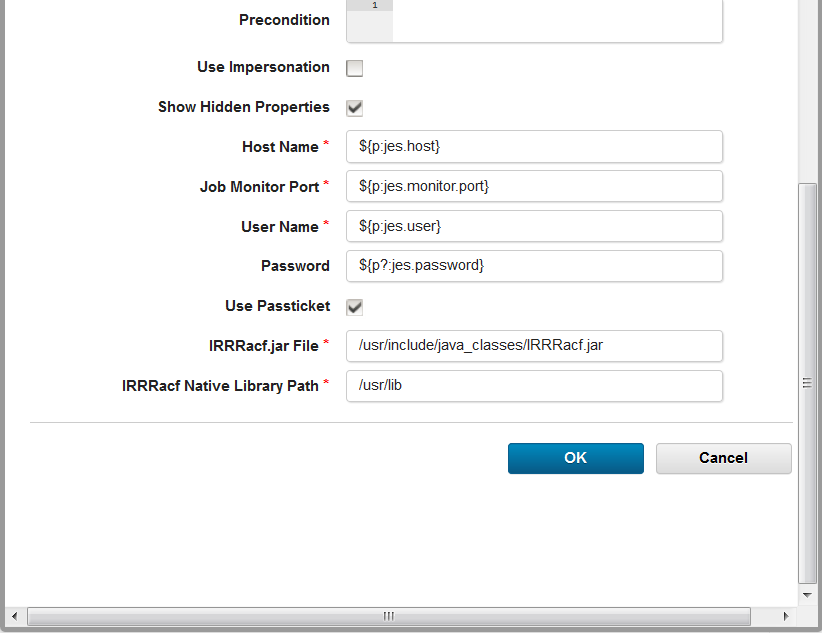 Precondition
1
Use Impersonation
Show Hidden Properties
Host Name * ${p:jes.host}
Job Monitor Port * ${p:jes.monitor.port}
User Name * ${p:jes.user}
Password ${p?:jes.password}
Use Passticket
IRRRacf.jar File * /usr/include/java_classes/IRRRacf.jar
IRRRacf Native Library Path * /usr/lib
OK Cancel